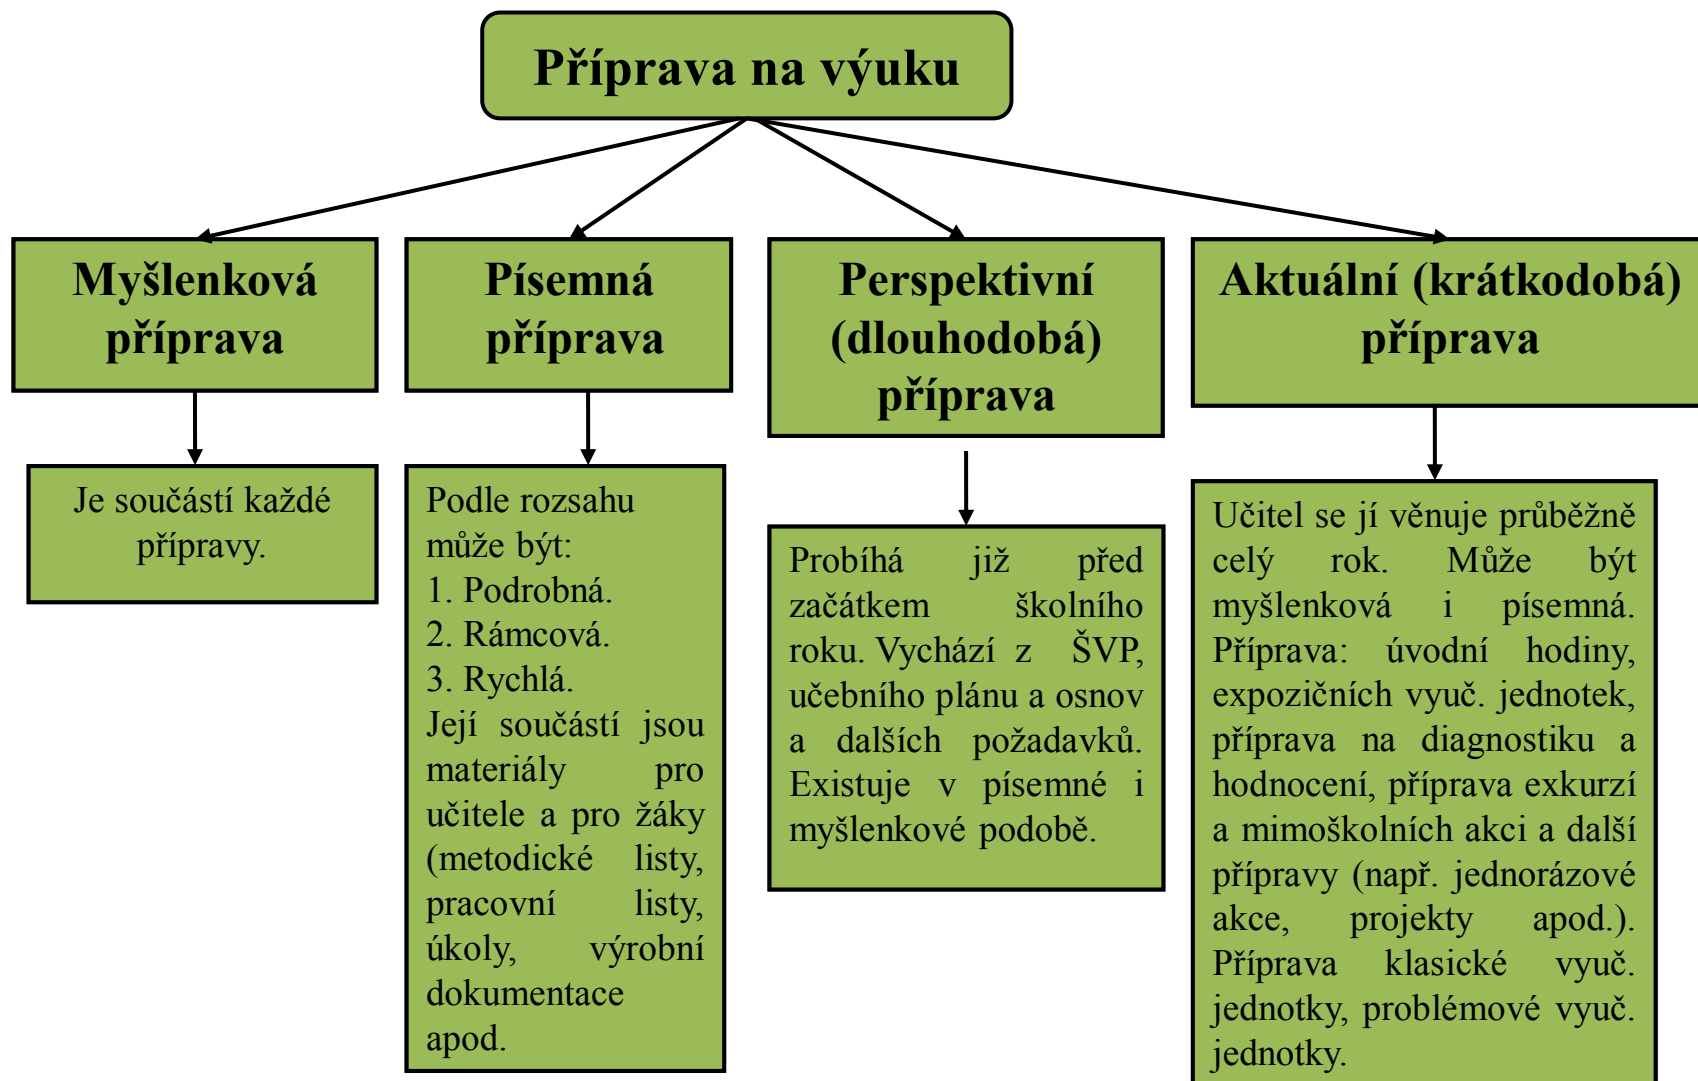 Příprava na výuku
Myšlenková
příprava
Písemná
příprava
Perspektivní
(dlouhodobá)
příprava
Aktuální (krátkodobá)
příprava
Je součástí každé
přípravy.
Podle rozsahu
může být:
1. Podrobná.
2. Rámcová.
3. Rychlá.
Její součástí jsou
materiály pro
učitele a pro žáky
(metodické listy,
pracovní listy,
úkoly, výrobní
dokumentace
apod.
Probíhá již před
začátkem školního
roku. Vychází z ŠVP,
učebního plánu a osnov
a dalších požadavků.
Existuje v písemné i
myšlenkové podobě.
Učitel se jí věnuje průběžně
celý rok. Může být
myšlenková i písemná.
Příprava: úvodní hodiny,
expozičních vyuč. jednotek,
příprava na diagnostiku a
hodnocení, příprava exkurzí
a mimoškolních akci a další
přípravy (např. jednorázové
akce, projekty apod.).
Příprava klasické vyuč.
jednotky, problémové vyuč.
jednotky.